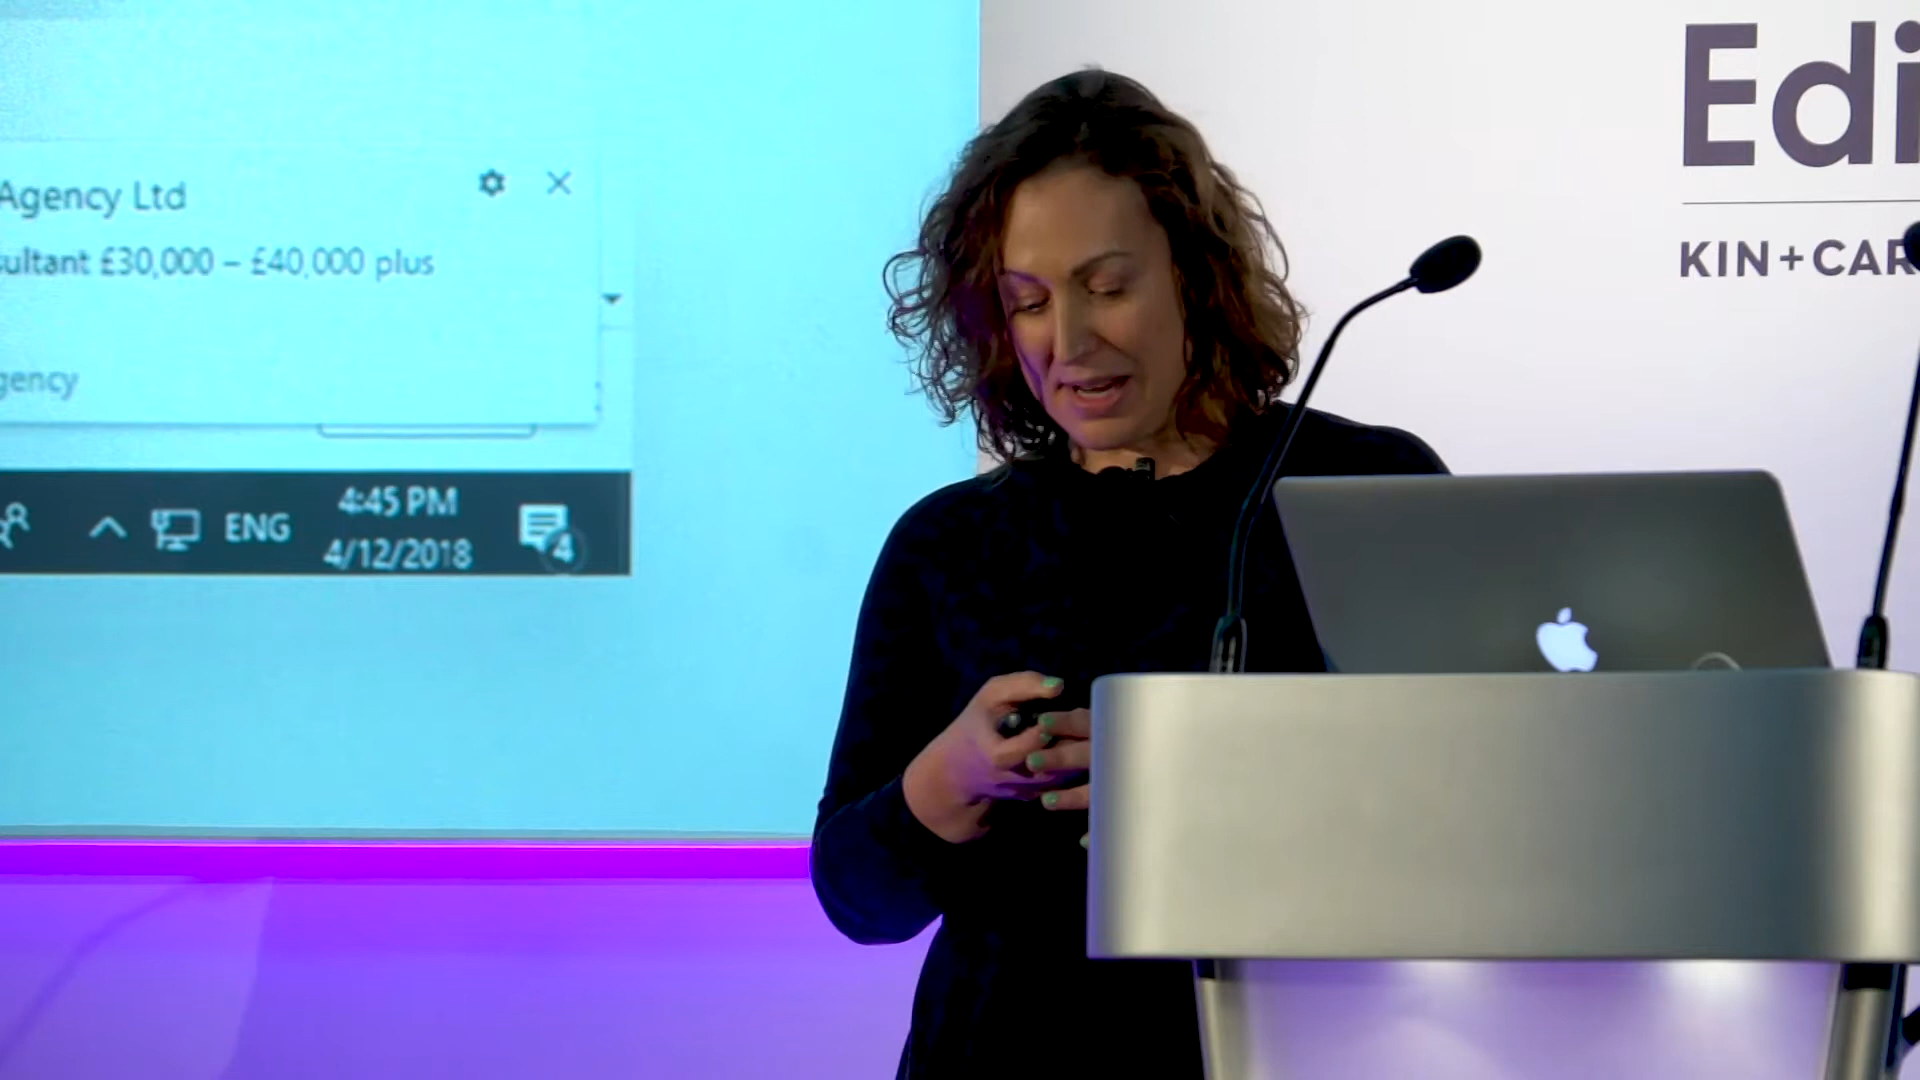 Agency Ltd
sultant £30,000 – £40,000 plus
gency
ENG
4:45 PM
4/12/2018
4
Edi
KIN+CAR